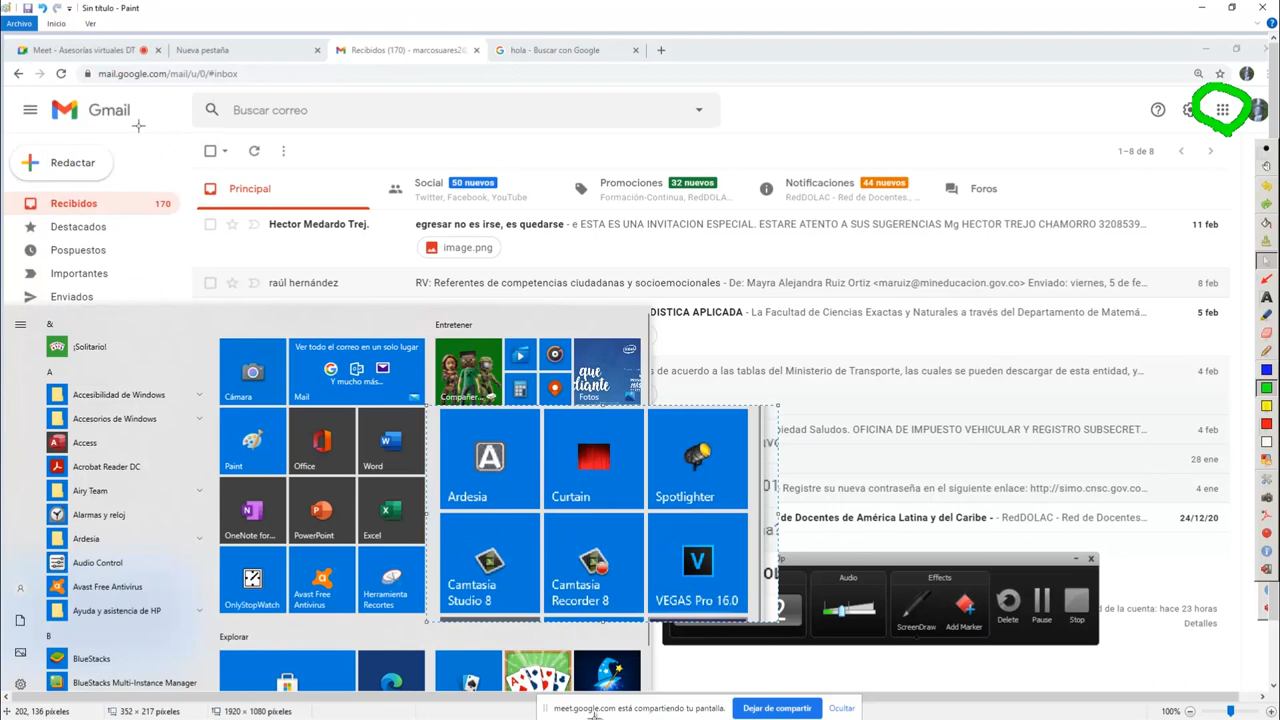 Sin título - Paint
Archivo Inicio Ver
Meet - Asesorías virtuales DT
Nueva pestaña
Recibidos (170) - marcosuares28
hola - Buscar con Google
mail.google.com/mail/u/0/#inbox
Gmail
Buscar correo
Redactar
1–8 de 8
Recibidos 170
Destacados
Pospuestos
Importantes
Enviados
Principal
Social 50 nuevos
Twitter, Facebook, YouTube
Promociones 32 nuevos
Formación-Continua, RedDOLA...
Notificaciones 44 nuevos
RedDOLAC - Red de Docentes., ...
Foros
Hector Medardo Trej. egresar no es irse, es quedarse - e ESTA ES UNA INVITACION ESPECIAL. ESTARE ATENTO A SUS SUGERENCIAS Mg HECTOR TREJO CHAMORRO 3208539... 11 feb
image.png
raúl hernández RV: Referentes de competencias ciudadanas y socioemocionales - De: Mayra Alejandra Ruiz Ortiz <maruiz@mineducacion.gov.co> Enviado: viernes, 5 de fe... 8 feb
DISTICA APLICADA - La Facultad de Ciencias Exactas y Naturales a través del Departamento de Matemá... 5 feb
de acuerdo a las tablas del Ministerio de Transporte, las cuales se pueden descargar de esta entidad, y... 4 feb
piedad Saludos. OFICINA DE IMPUESTO VEHICULAR Y REGISTRO SUBSECRET... 4 feb
28 ene
Registre su nueva contraseña en el siguiente enlace: http://simo.cnsc.gov.co... 4 ene
de Docentes de América Latina y del Caribe - - RedDOLAC - Red de Docentes... 24/12/20
de la cuenta: hace 23 horas
Detalles
&
¡Solitario!
A
Accesibilidad de Windows
Accesorios de Windows
Access
Acrobat Reader DC
Airy Team
Alarmas y reloj
Ardesia
Audio Control
Avast Free Antivirus
Ayuda y asistencia de HP
B
BlueStacks
BlueStacks Multi-Instance Manager
Ver todo el correo en un solo lugar
Y mucho más...
Cámara
Mail
Paint
Office
Word
OneNote for...
PowerPoint
Excel
OnlyStopWatch
Avast Free Antivirus
Herramienta Recortes
Explorar
Entretener
Compañer...
intel
que
diante
Fotos
Ardesia
Curtain
Spotlighter
Camtasia Studio 8
Camtasia Recorder 8
VEGAS Pro 16.0
Audio
Effects
ScreenDraw
Add Marker
Delete
Pause
Stop
meet.google.com está compartiendo tu pantalla.
Dejar de compartir
Ocultar
202, 136 píxeles
352 × 217 píxeles
1920 × 1080 píxeles
100%